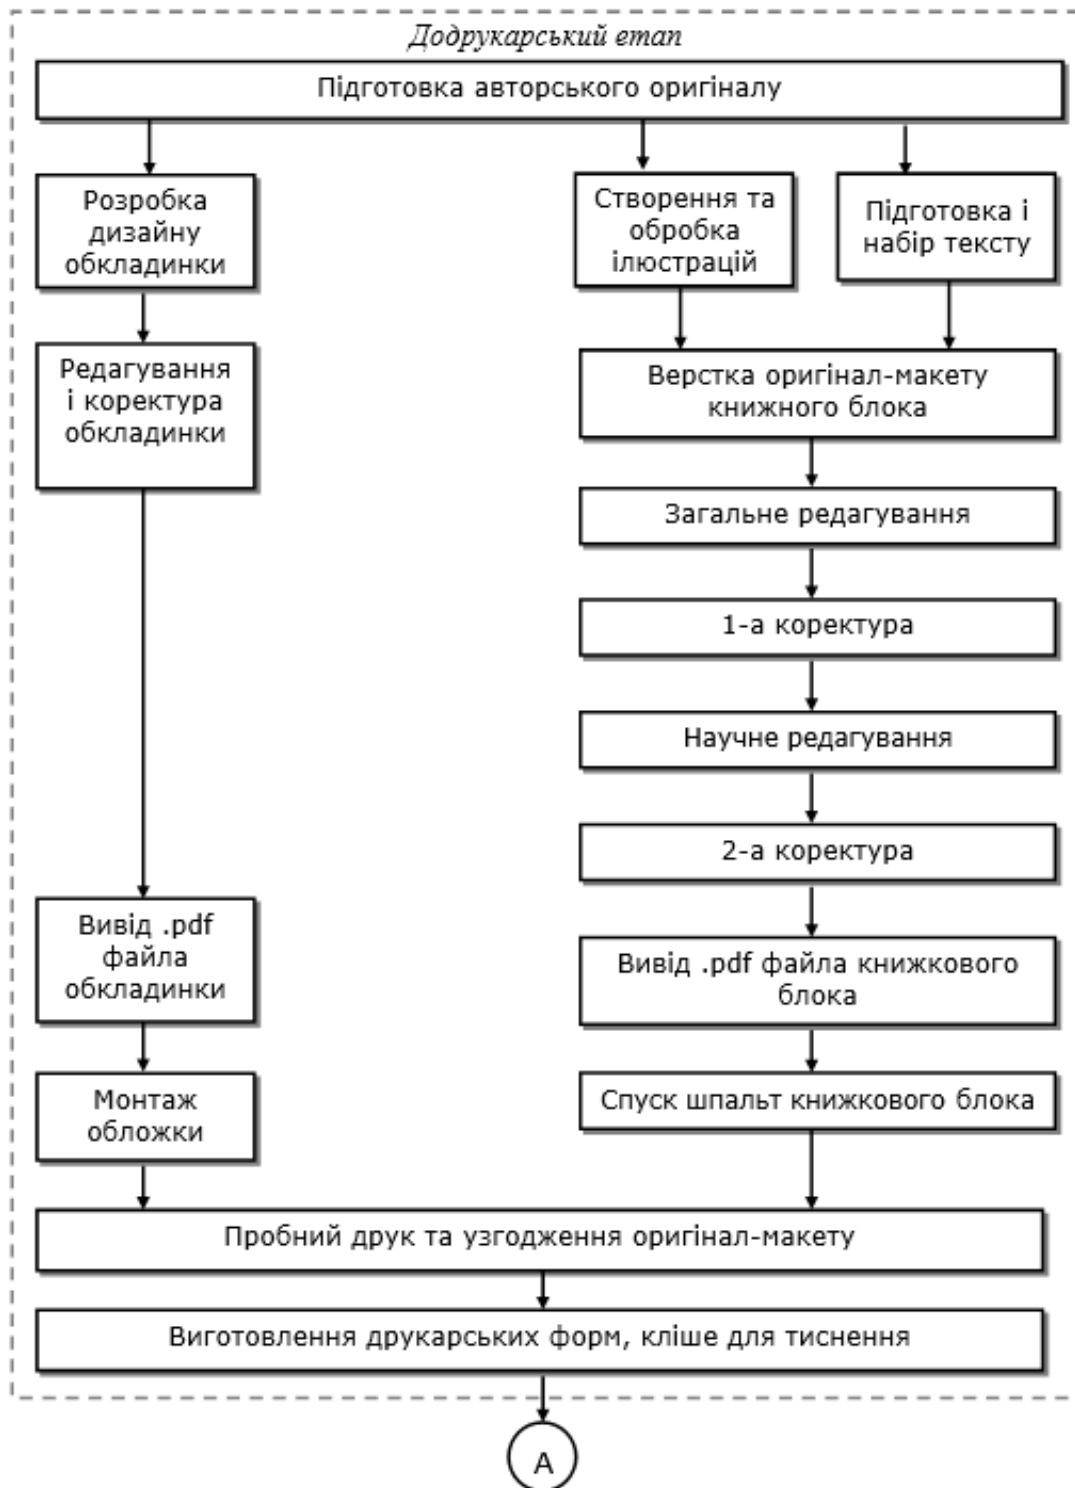 Додрукарський етап
Підготовка авторського оригіналу
Розробка
дизайну
обкладинки
Створення та
обробка
ілюстрацій
Підготовка і
набір тексту
Редагування
і коректура
обкладинки
Верстка оригінал-макету
книжного блока
Загальне редагування
1-а коректура
Научне редагування
2-а коректура
Вивід .pdf
файла
обкладинки
Вивід .pdf файла книжкового
блока
Монтаж
обложки
Спуск шпальт книжкового блока
Пробний друк та узгодження оригінал-макету
Виготовлення друкарських форм, кліше для тиснення
А